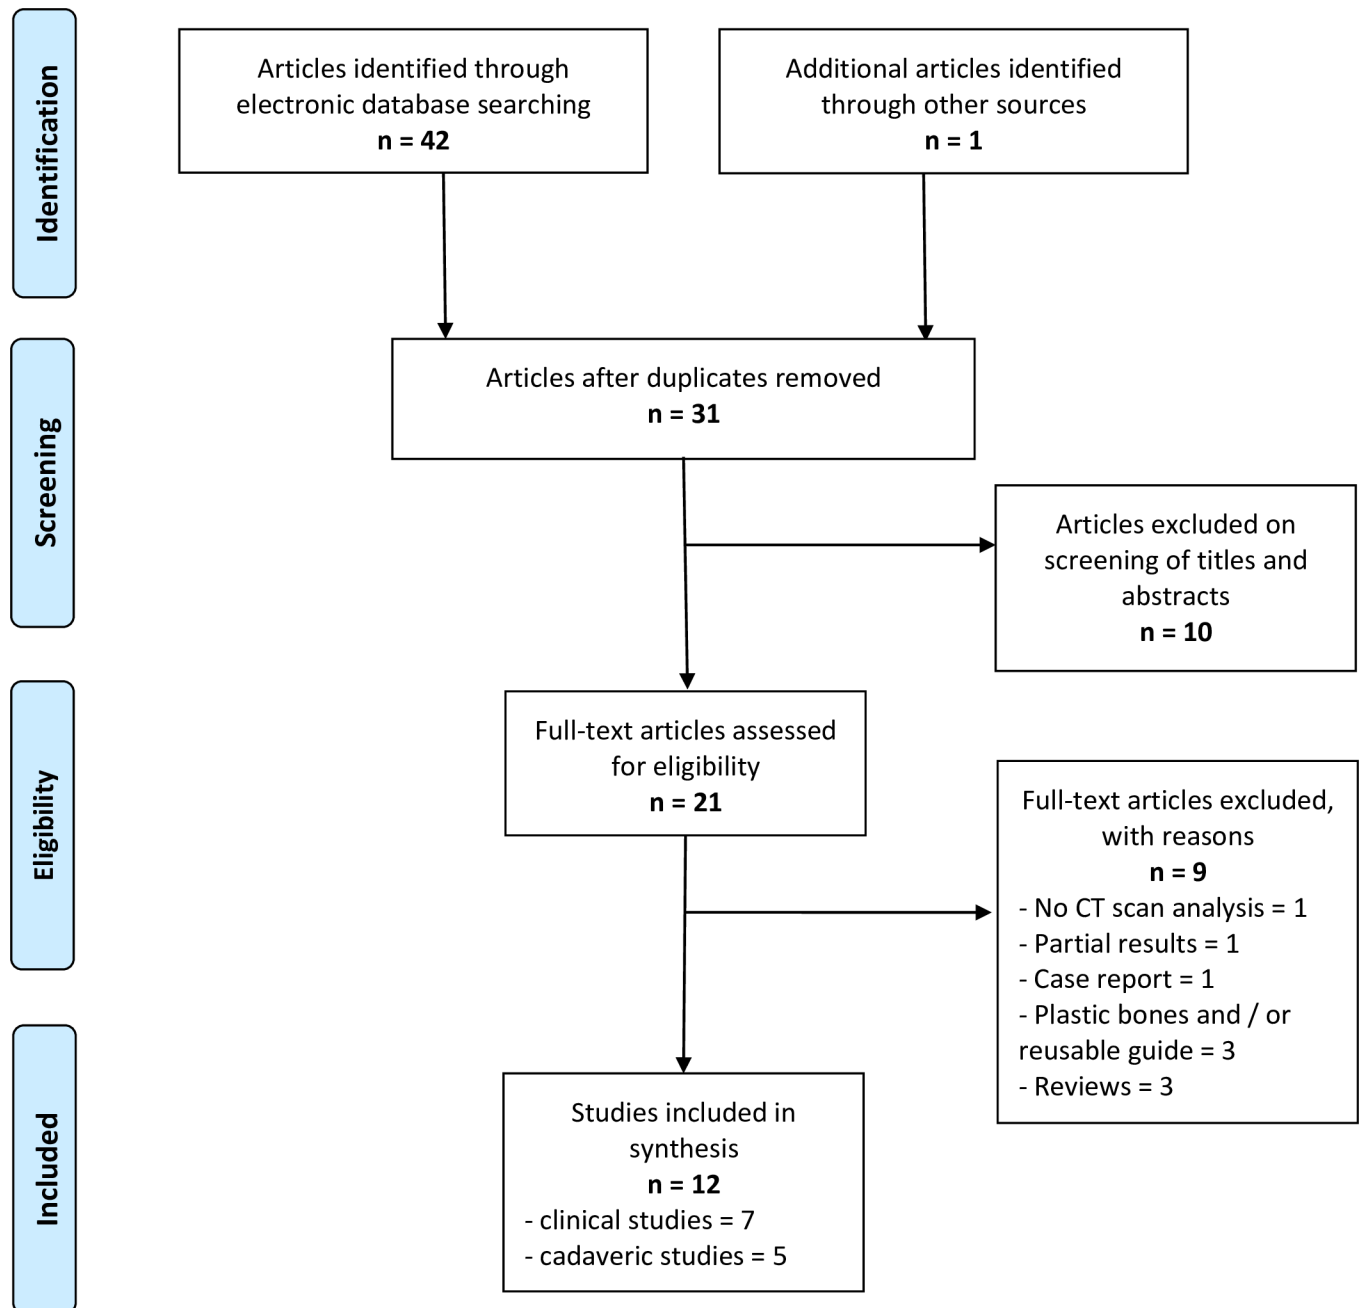 Identification
Articles identified through
electronic database searching
n = 42
Additional articles identified
through other sources
n = 1
Screening
Articles after duplicates removed
n = 31
Articles excluded on
screening of titles and
abstracts
n = 10
Eligibility
Full-text articles assessed
for eligibility
n = 21
Full-text articles excluded,
with reasons
n = 9
- No CT scan analysis = 1
- Partial results = 1
- Case report = 1
- Plastic bones and / or
reusable guide = 3
- Reviews = 3
Included
Studies included in
synthesis
n = 12
- clinical studies = 7
- cadaveric studies = 5